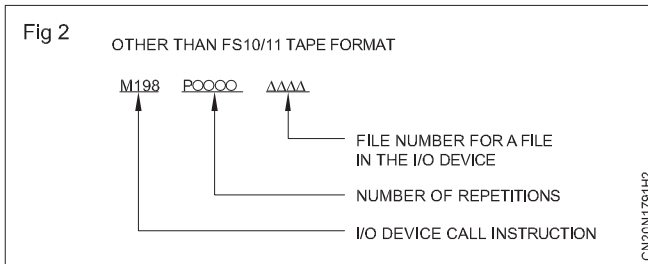 Fig 2
OTHER THAN FS10/11 TAPE FORMAT
M198 POOOO ΔΔΔΔ
FILE NUMBER FOR A FILE
IN THE I/O DEVICE
NUMBER OF REPETITIONS
I/O DEVICE CALL INSTRUCTION
CN20N1791H2